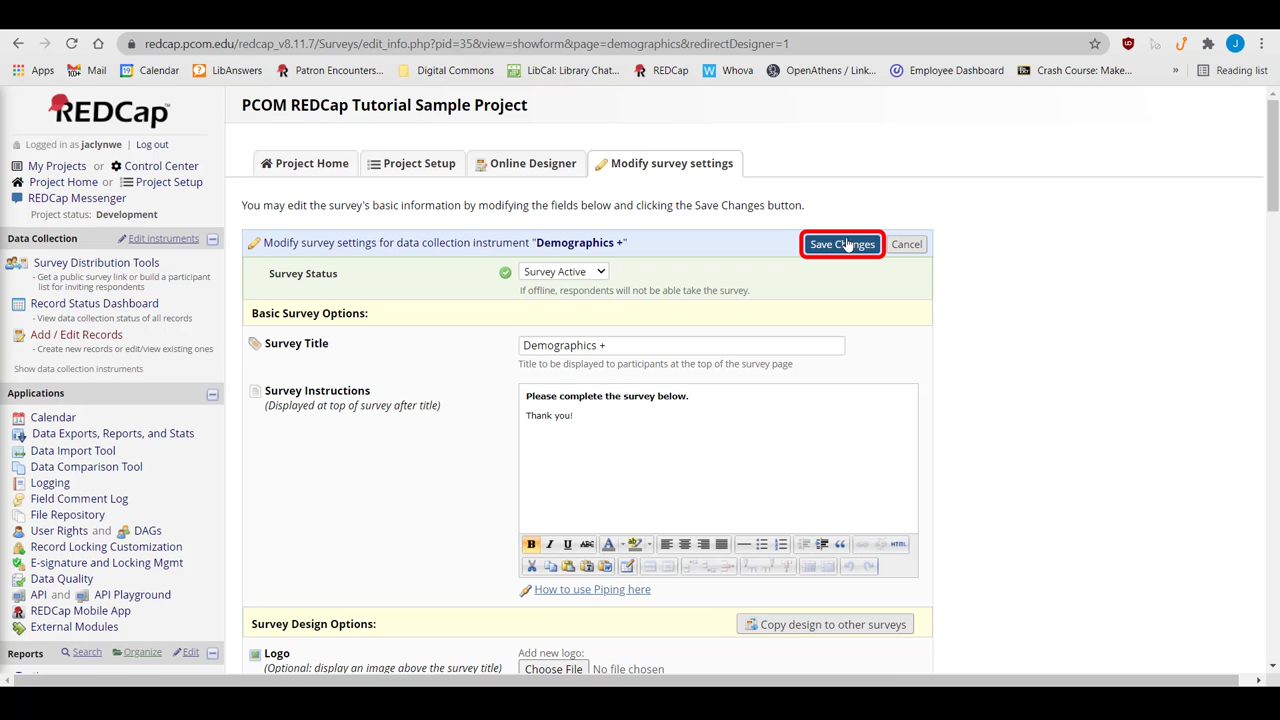 redcap.pcom.edu/redcap_v8.11.7/Surveys/edit_info.php?pid=35&view=showform&page=demographics&redirectDesigner=1
J
Apps
Mail
Calendar
LibAnswers
Patron Encounters...
Digital Commons
LibCal: Library Chat...
REDCap
Whova
OpenAthens / Link...
Employee Dashboard
Crash Course: Make...
»
Reading list
REDCap
Logged in as jaclynwe | Log out
My Projects or Control Center
Project Home or Project Setup
REDCap Messenger
Project status: Development
Data Collection
Edit instruments
Survey Distribution Tools
- Get a public survey link or build a participant
list for inviting respondents
Record Status Dashboard
- View data collection status of all records
Add / Edit Records
- Create new records or edit/view existing ones
Show data collection instruments
Applications
Calendar
Data Exports, Reports, and Stats
Data Import Tool
Data Comparison Tool
Logging
Field Comment Log
File Repository
User Rights and DAGs
Record Locking Customization
E-signature and Locking Mgmt
Data Quality
API and API Playground
REDCap Mobile App
External Modules
Reports
Search
Organize
Edit
PCOM REDCap Tutorial Sample Project
Project Home
Project Setup
Online Designer
Modify survey settings
You may edit the survey's basic information by modifying the fields below and clicking the Save Changes button.
Modify survey settings for data collection instrument "Demographics +"
Save Changes
Cancel
Survey Status
Survey Active
If offline, respondents will not be able take the survey.
Basic Survey Options:
Survey Title
Demographics +
Title to be displayed to participants at the top of the survey page
Survey Instructions
(Displayed at top of survey after title)
Please complete the survey below.
Thank you!
B I U ABC A ab HTML
How to use Piping here
Survey Design Options:
Copy design to other surveys
Logo
(Optional: display an image above the survey title)
Add new logo:
Choose File No file chosen